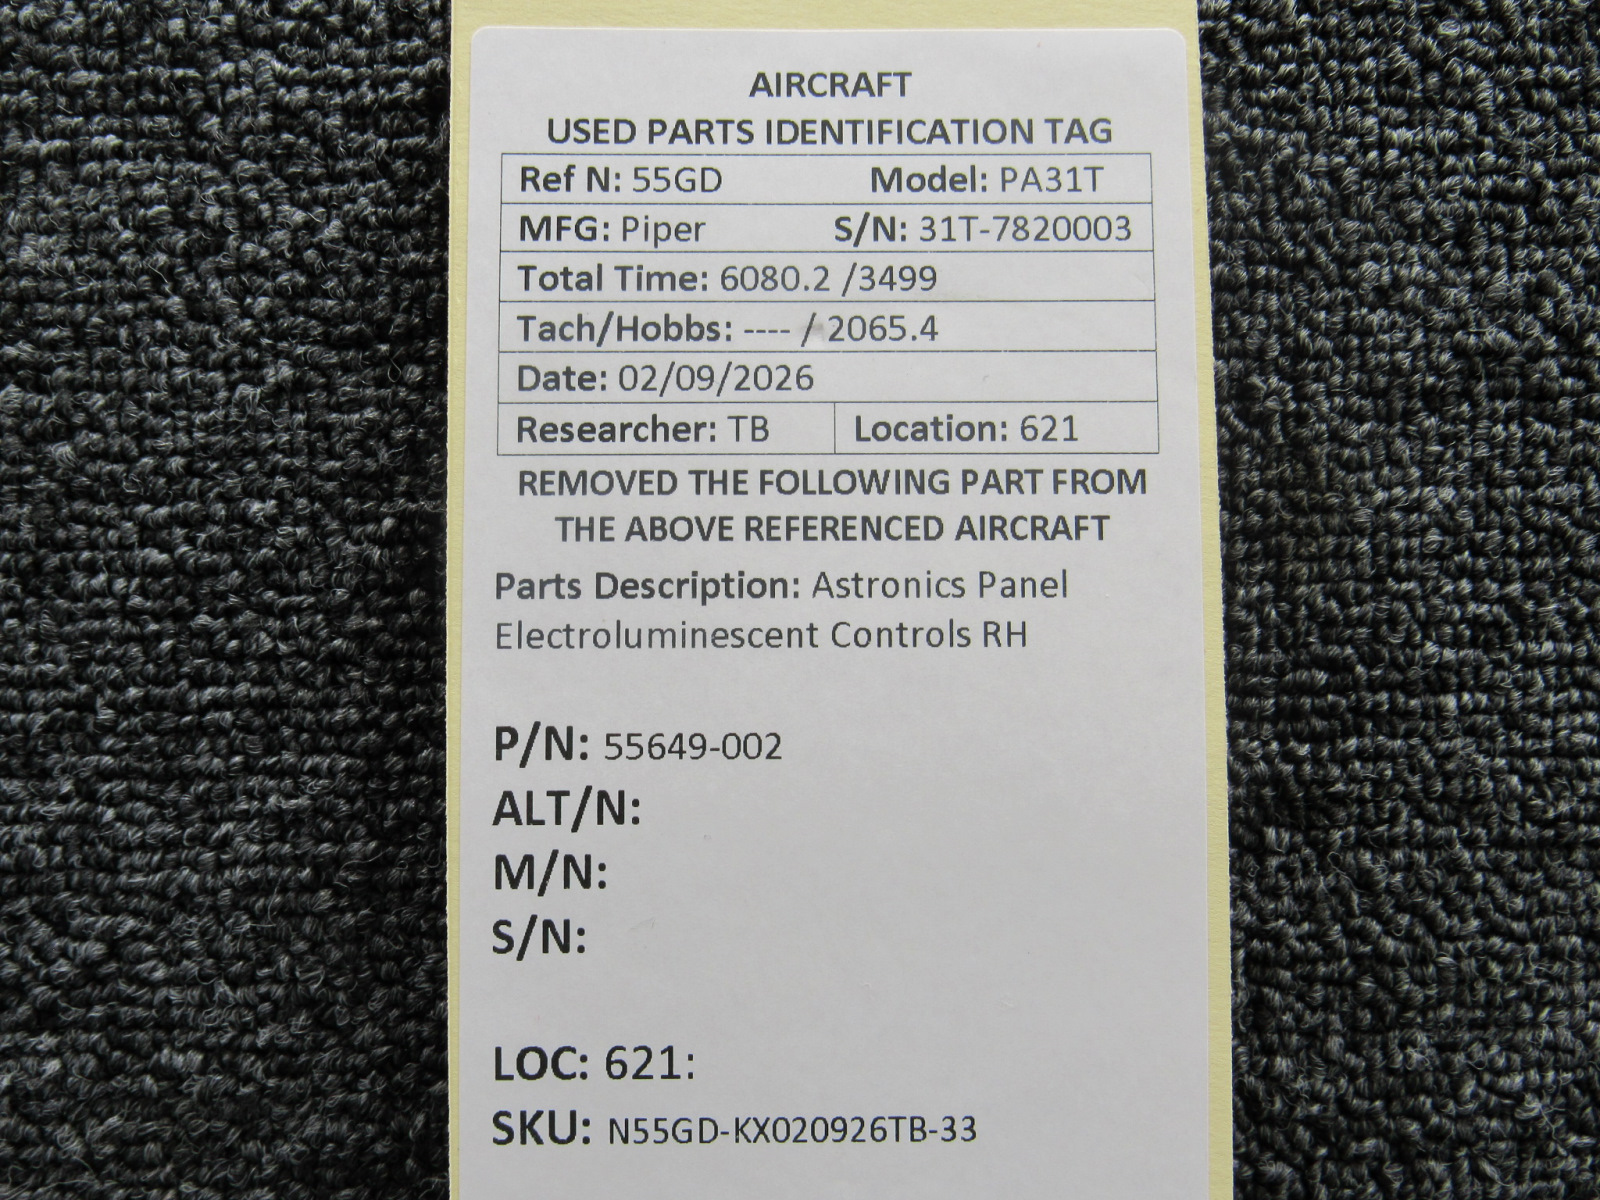 AIRCRAFT
USED PARTS IDENTIFICATION TAG
Ref N: 55GD Model: PA31T
MFG: Piper S/N: 31T-7820003
Total Time: 6080.2 /3499
Tach/Hobbs: ---- / 2065.4
Date: 02/09/2026
Researcher: TB Location: 621
REMOVED THE FOLLOWING PART FROM
THE ABOVE REFERENCED AIRCRAFT
Parts Description: Astronics Panel
Electroluminescent Controls RH
P/N: 55649-002
ALT/N:
M/N:
S/N:
LOC: 621:
SKU: N55GD-KX020926TB-33